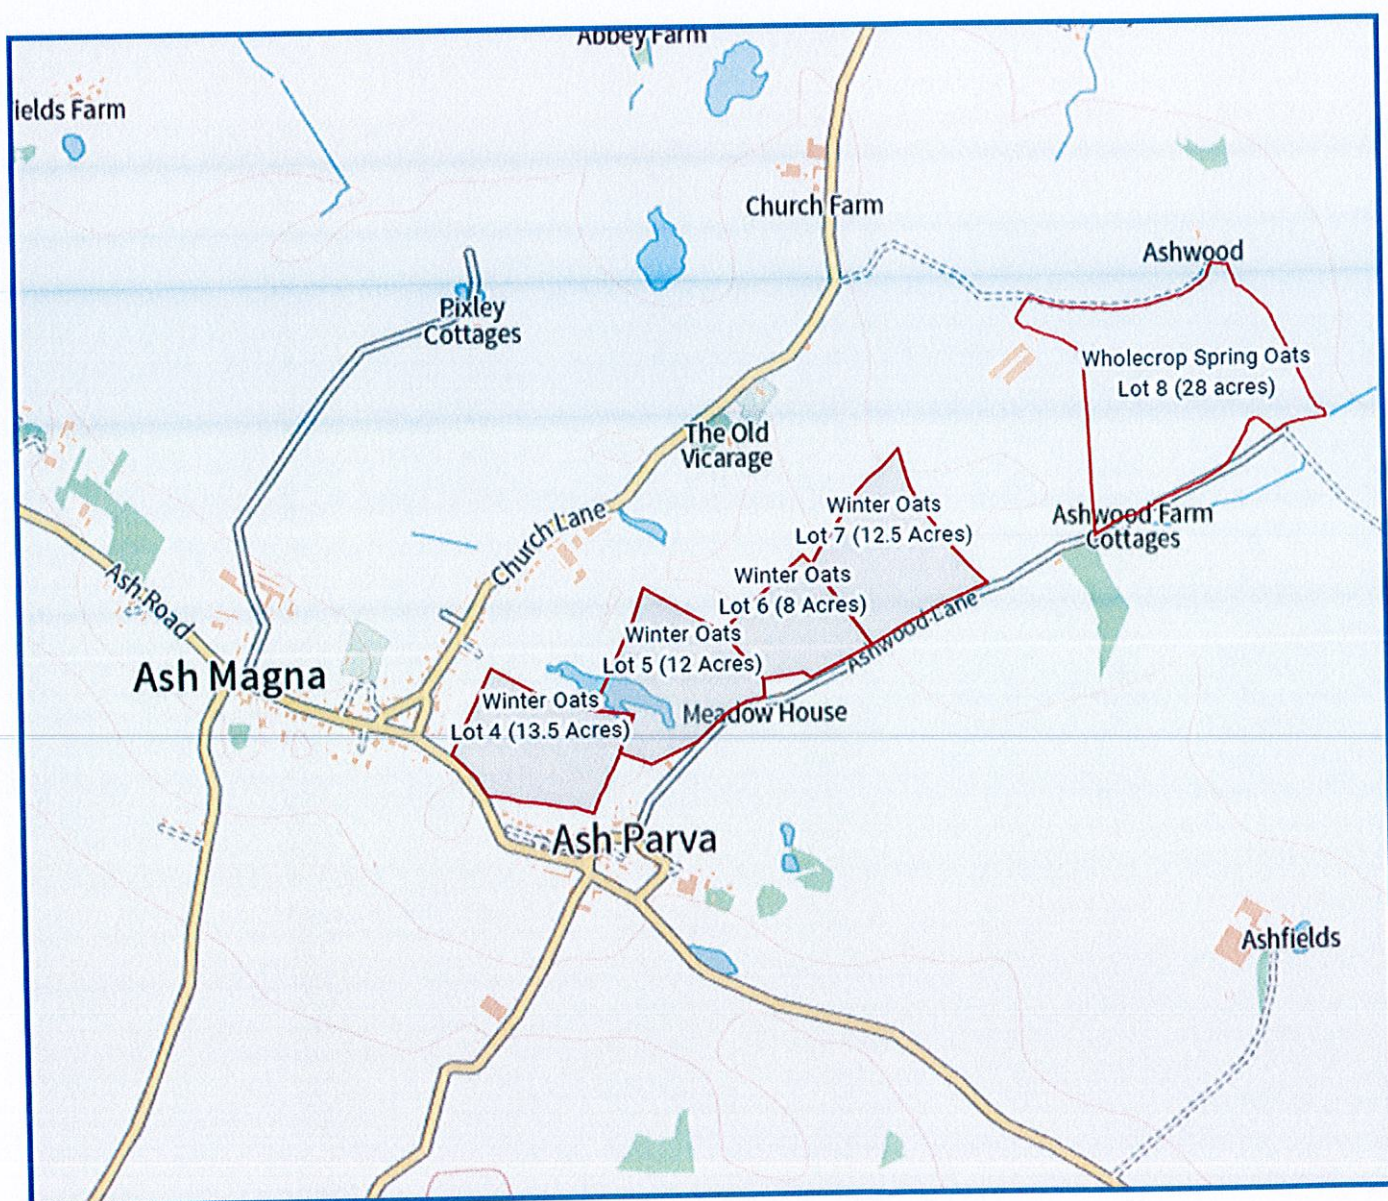 Abbey Farm
ields Farm
Church Farm
Ashwood
Pixley
Cottages
Wholecrop Spring Oats
Lot 8 (28 acres)
The Old
Vicarage
Winter Oats
Lot 7 (12.5 Acres)
Church Lane
Ashwood Farm
Cottages
Ash Road
Winter Oats
Lot 6 (8 Acres)
Ashwood Lane
Winter Oats
Lot 5 (12 Acres)
Ash Magna
Winter Oats
Lot 4 (13.5 Acres)
Meadow House
Ash Parva
Ashfields